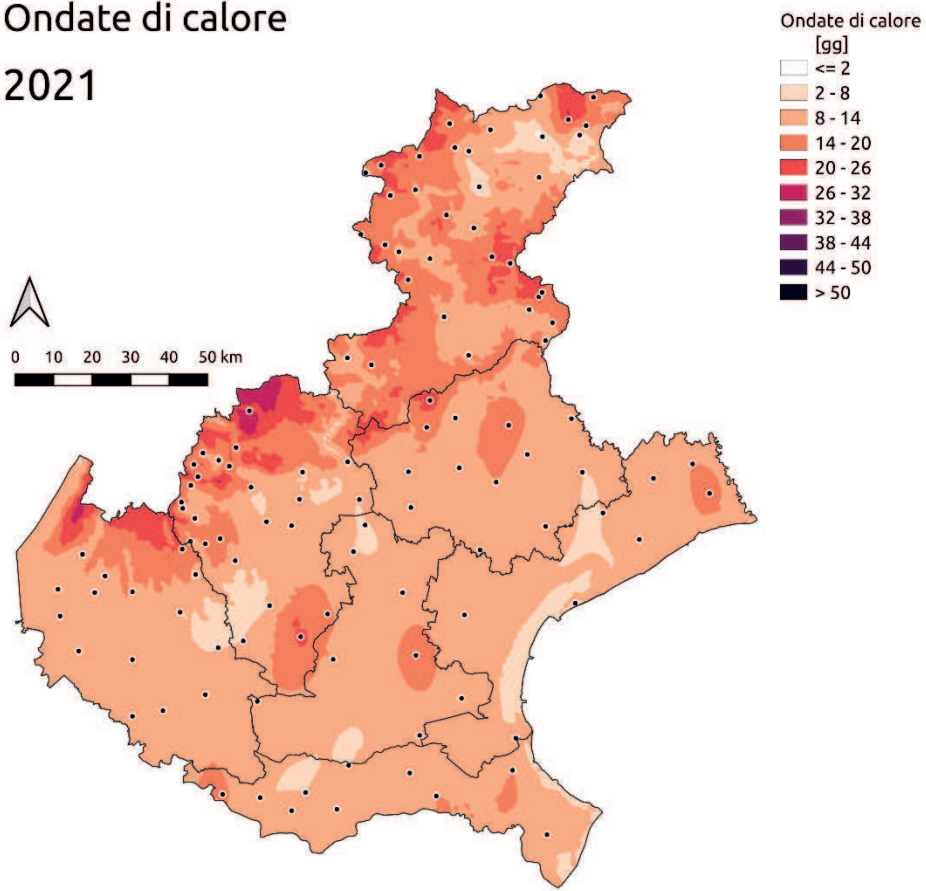 Ondate di calore
2021
Ondate di calore
[gg]
<= 2
2 - 8
8 - 14
14 - 20
20 - 26
26 - 32
32 - 38
38 - 44
44 - 50
> 50
0 10 20 30 40 50 km